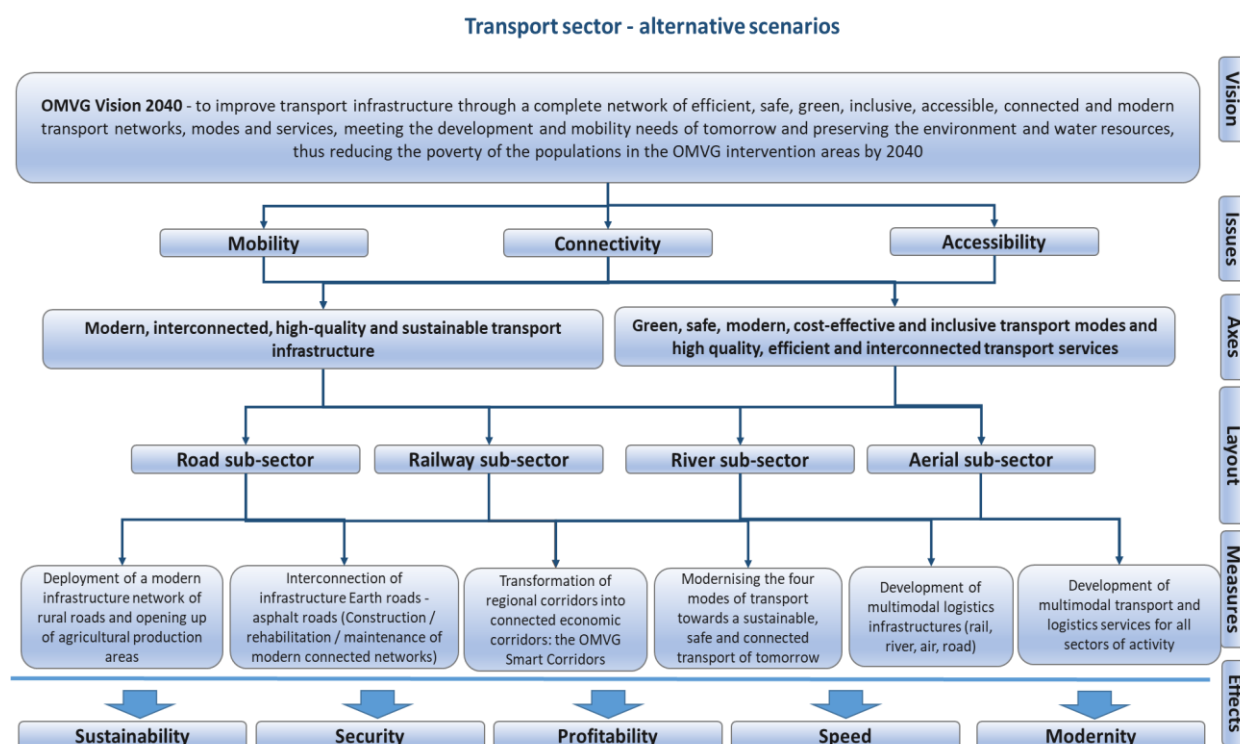 Transport sector - alternative scenarios
Vision
OMVG Vision 2040 - to improve transport infrastructure through a complete network of efficient, safe, green, inclusive, accessible, connected and modern
transport networks, modes and services, meeting the development and mobility needs of tomorrow and preserving the environment and water resources,
thus reducing the poverty of the populations in the OMVG intervention areas by 2040
Issues
Mobility
Connectivity
Accessibility
Axes
Modern, interconnected, high-quality and sustainable transport
infrastructure
Green, safe, modern, cost-effective and inclusive transport modes and
high quality, efficient and interconnected transport services
Layout
Road sub-sector
Railway sub-sector
River sub-sector
Aerial sub-sector
Measures
Deployment of a modern
infrastructure network of
rural roads and opening up
of agricultural production
areas
Interconnection of
infrastructure Earth roads -
asphalt roads (Construction /
rehabilitation / maintenance of
modern connected networks)
Transformation of
regional corridors into
connected economic
corridors: the OMVG
Smart Corridors
Modernising the four
modes of transport
towards a sustainable,
safe and connected
transport of tomorrow
Development of
multimodal logistics
infrastructures (rail,
river, air, road)
Development of
multimodal transport and
logistics services for all
sectors of activity
Effects
Sustainability
Security
Profitability
Speed
Modernity